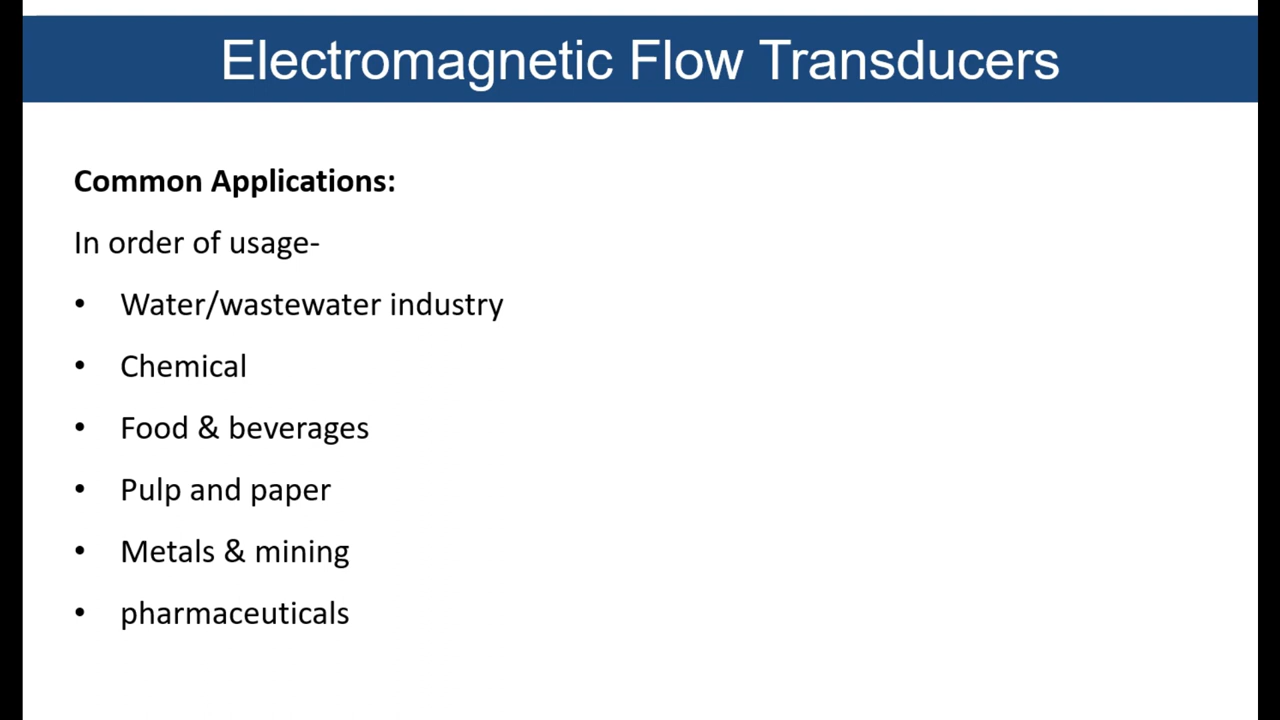 Electromagnetic Flow Transducers
Common Applications:
In order of usage-
• Water/wastewater industry
• Chemical
• Food & beverages
• Pulp and paper
• Metals & mining
• pharmaceuticals